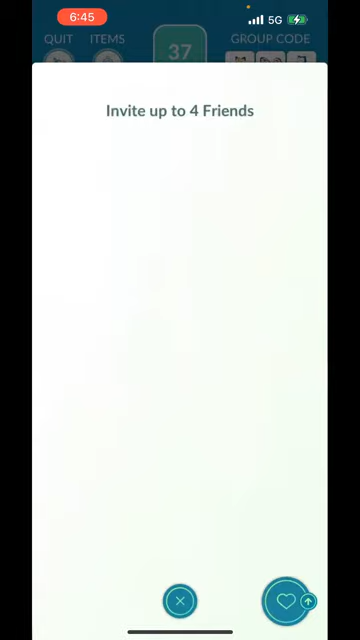 6:45
5G
QUIT
ITEMS
37
GROUP CODE
Invite up to 4 Friends